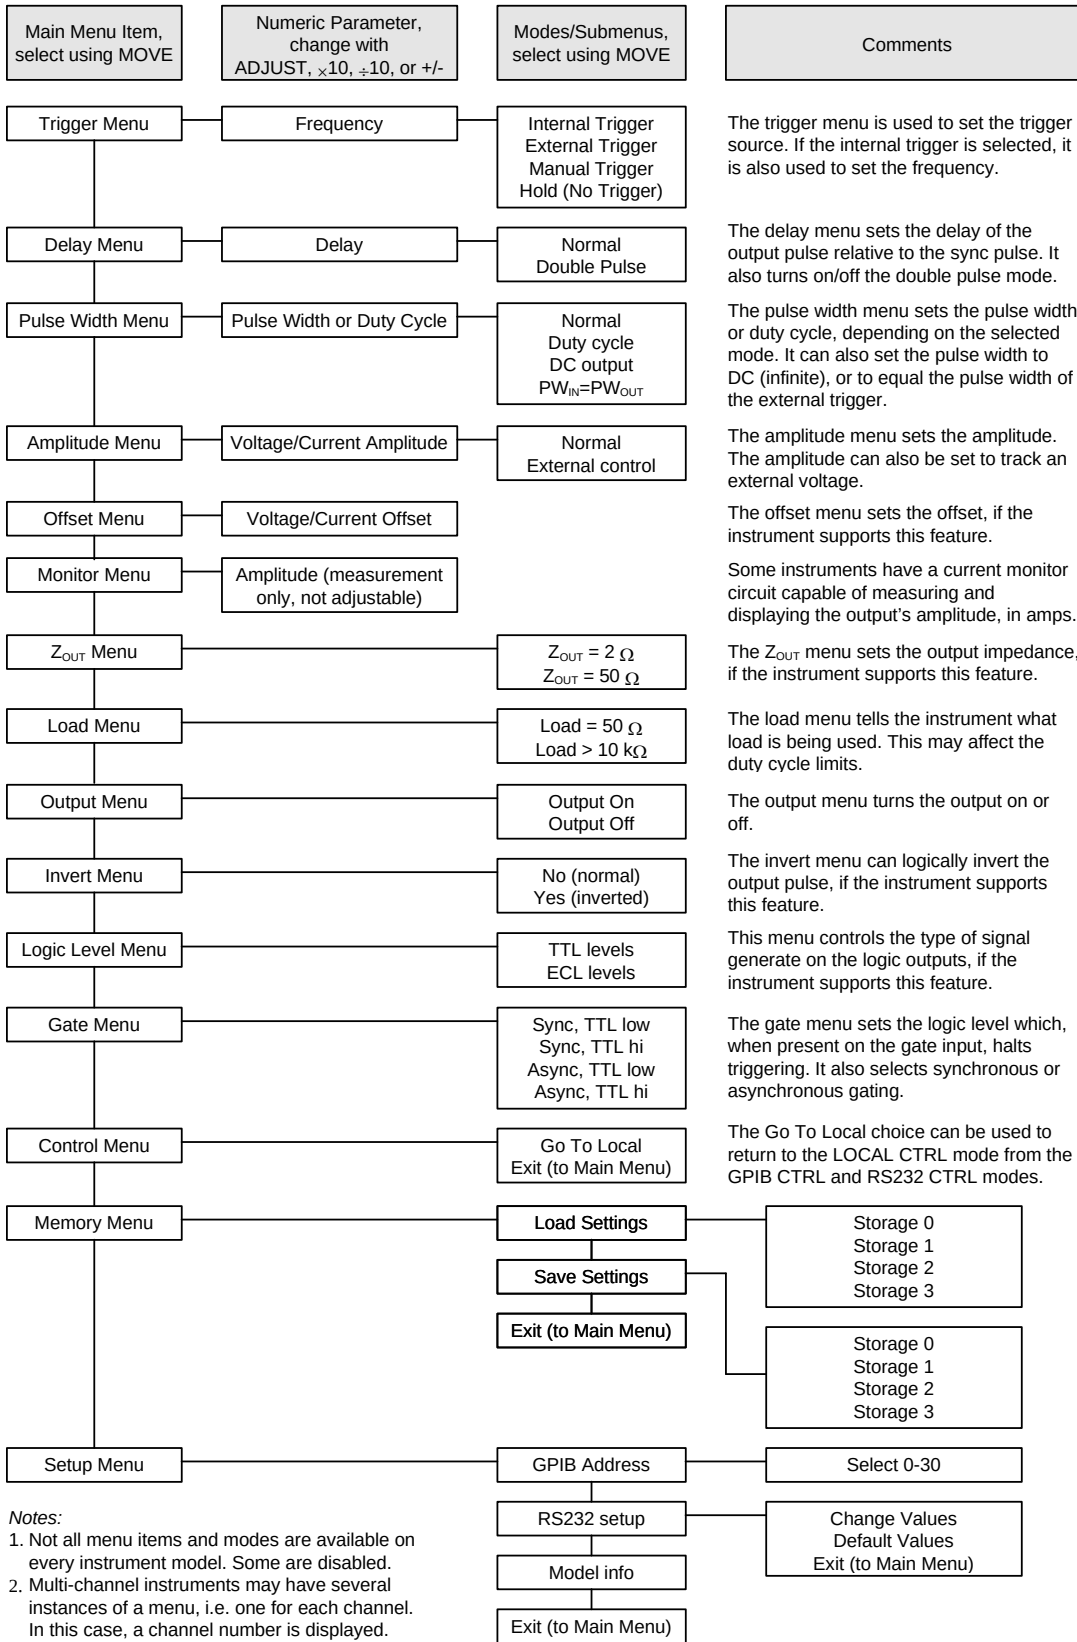 Main Menu Item,
select using MOVE
Numeric Parameter,
change with
ADJUST, ×10, ÷10, or +/-
Modes/Submenus,
select using MOVE
Comments
Trigger Menu
Frequency
Internal Trigger
External Trigger
Manual Trigger
Hold (No Trigger)
The trigger menu is used to set the trigger
source. If the internal trigger is selected, it
is also used to set the frequency.
Delay Menu
Delay
Normal
Double Pulse
The delay menu sets the delay of the
output pulse relative to the sync pulse. It
also turns on/off the double pulse mode.
Pulse Width Menu
Pulse Width or Duty Cycle
Normal
Duty cycle
DC output
PWIN=PWOUT
The pulse width menu sets the pulse width
or duty cycle, depending on the selected
mode. It can also set the pulse width to
DC (infinite), or to equal the pulse width of
the external trigger.
Amplitude Menu
Voltage/Current Amplitude
Normal
External control
The amplitude menu sets the amplitude.
The amplitude can also be set to track an
external voltage.
Offset Menu
Voltage/Current Offset
The offset menu sets the offset, if the
instrument supports this feature.
Monitor Menu
Amplitude (measurement
only, not adjustable)
Some instruments have a current monitor
circuit capable of measuring and
displaying the output's amplitude, in amps.
ZOUT Menu
ZOUT = 2 Ω
ZOUT = 50 Ω
The ZOUT menu sets the output impedance,
if the instrument supports this feature.
Load Menu
Load = 50 Ω
Load > 10 kΩ
The load menu tells the instrument what
load is being used. This may affect the
duty cycle limits.
Output Menu
Output On
Output Off
The output menu turns the output on or
off.
Invert Menu
No (normal)
Yes (inverted)
The invert menu can logically invert the
output pulse, if the instrument supports
this feature.
Logic Level Menu
TTL levels
ECL levels
This menu controls the type of signal
generate on the logic outputs, if the
instrument supports this feature.
Gate Menu
Sync, TTL low
Sync, TTL hi
Async, TTL low
Async, TTL hi
The gate menu sets the logic level which,
when present on the gate input, halts
triggering. It also selects synchronous or
asynchronous gating.
Control Menu
Go To Local
Exit (to Main Menu)
The Go To Local choice can be used to
return to the LOCAL CTRL mode from the
GPIB CTRL and RS232 CTRL modes.
Memory Menu
Load Settings
Storage 0
Storage 1
Storage 2
Storage 3
Save Settings
Exit (to Main Menu)
Storage 0
Storage 1
Storage 2
Storage 3
Setup Menu
GPIB Address
Select 0-30
RS232 setup
Change Values
Default Values
Exit (to Main Menu)
Model info
Exit (to Main Menu)
Notes:
1. Not all menu items and modes are available on
every instrument model. Some are disabled.
2. Multi-channel instruments may have several
instances of a menu, i.e. one for each channel.
In this case, a channel number is displayed.